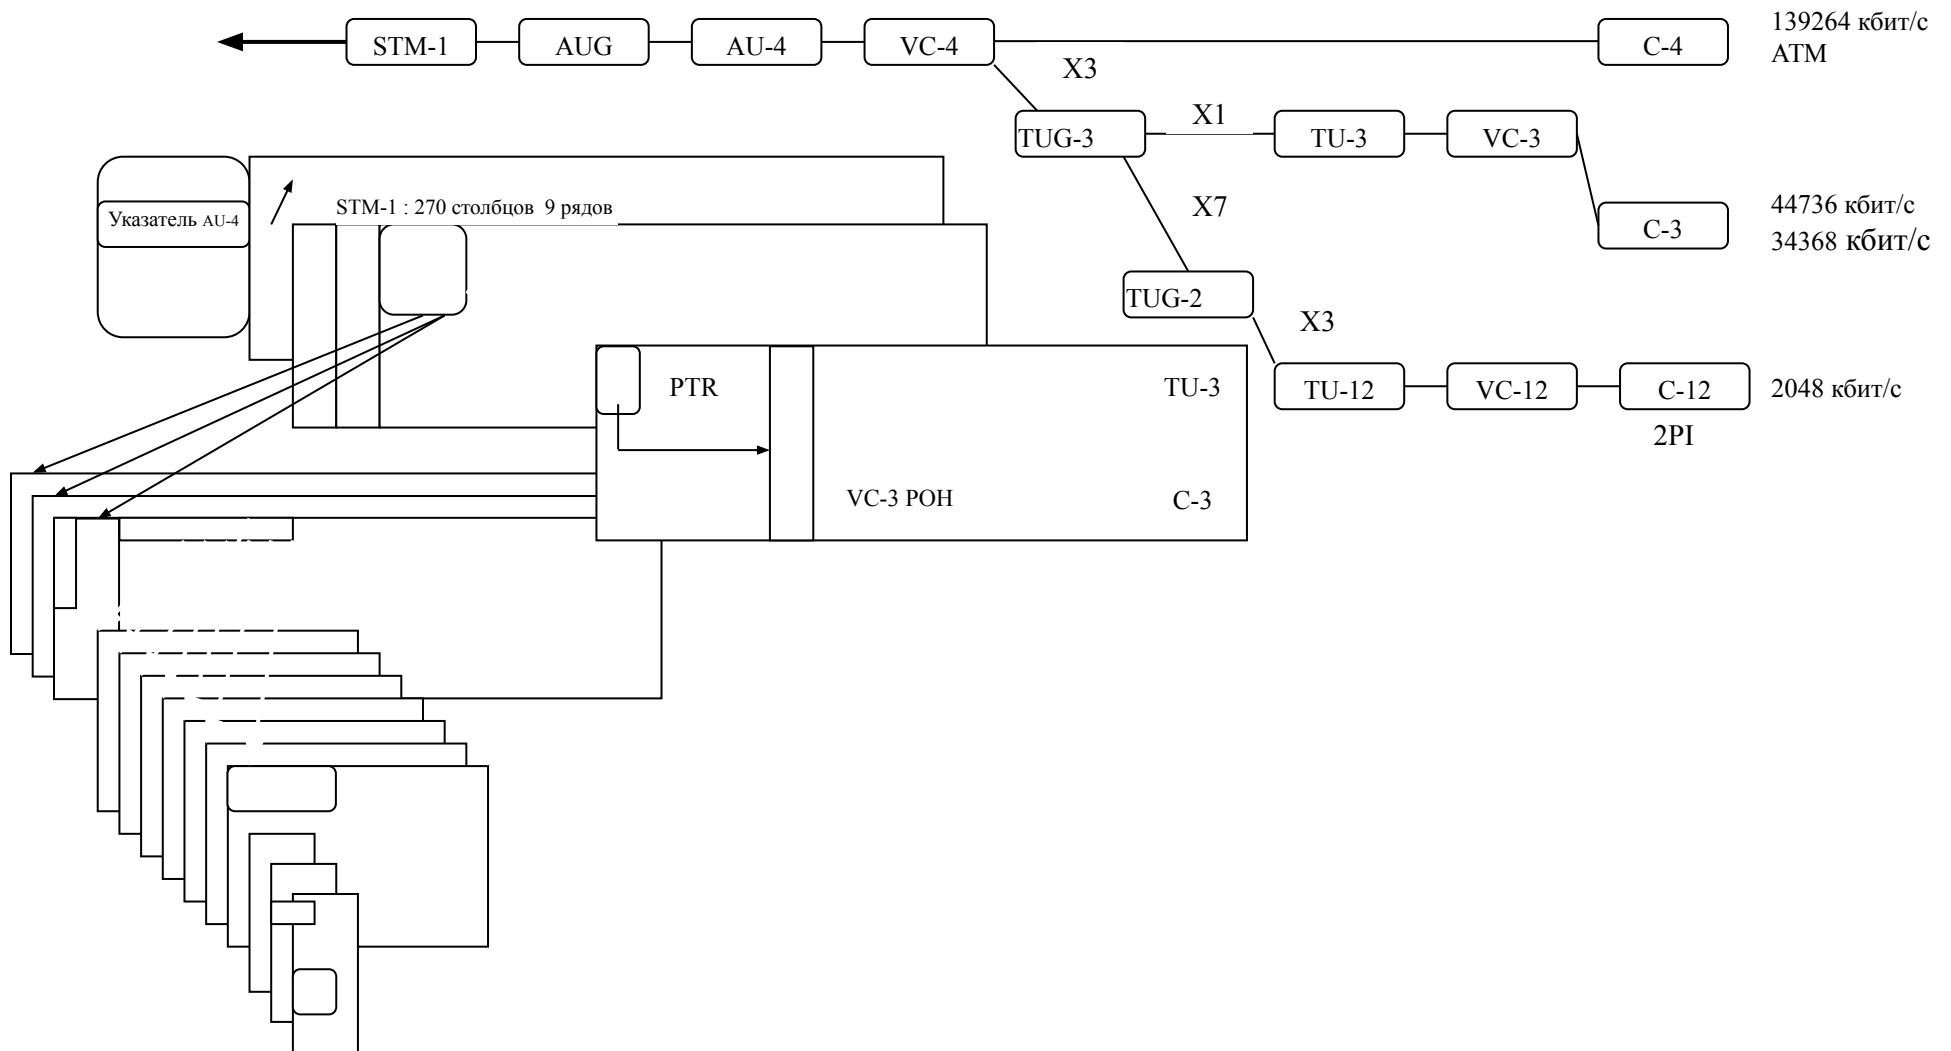 139264 кбит/с
STM-1 AUG AU-4 VC-4 C-4
ATM
X3
X1
TUG-3 TU-3 VC-3
STM-1 : 270 столбцов 9 рядов
X7
44736 кбит/с
Указатель AU-4
C-3
34368 кбит/с
TUG-2
X3
PTR TU-3
TU-12 VC-12 C-12 2048 кбит/с
2PI
VC-3 POH C-3